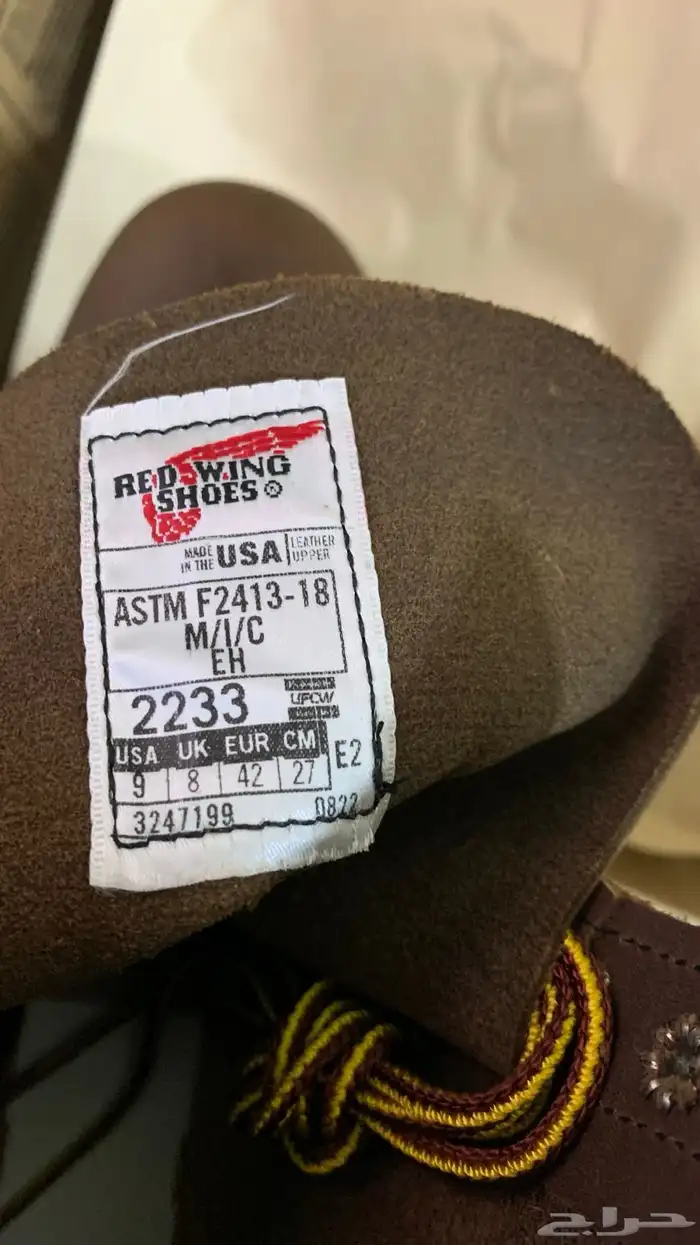 RED WING
SHOES ®
MADE IN THE USA LEATHER UPPER
ASTM F2413-18
M/I/C
EH
2233 UFCW
USA UK EUR CM
9 8 42 27 E2
3247199 0822
حراج